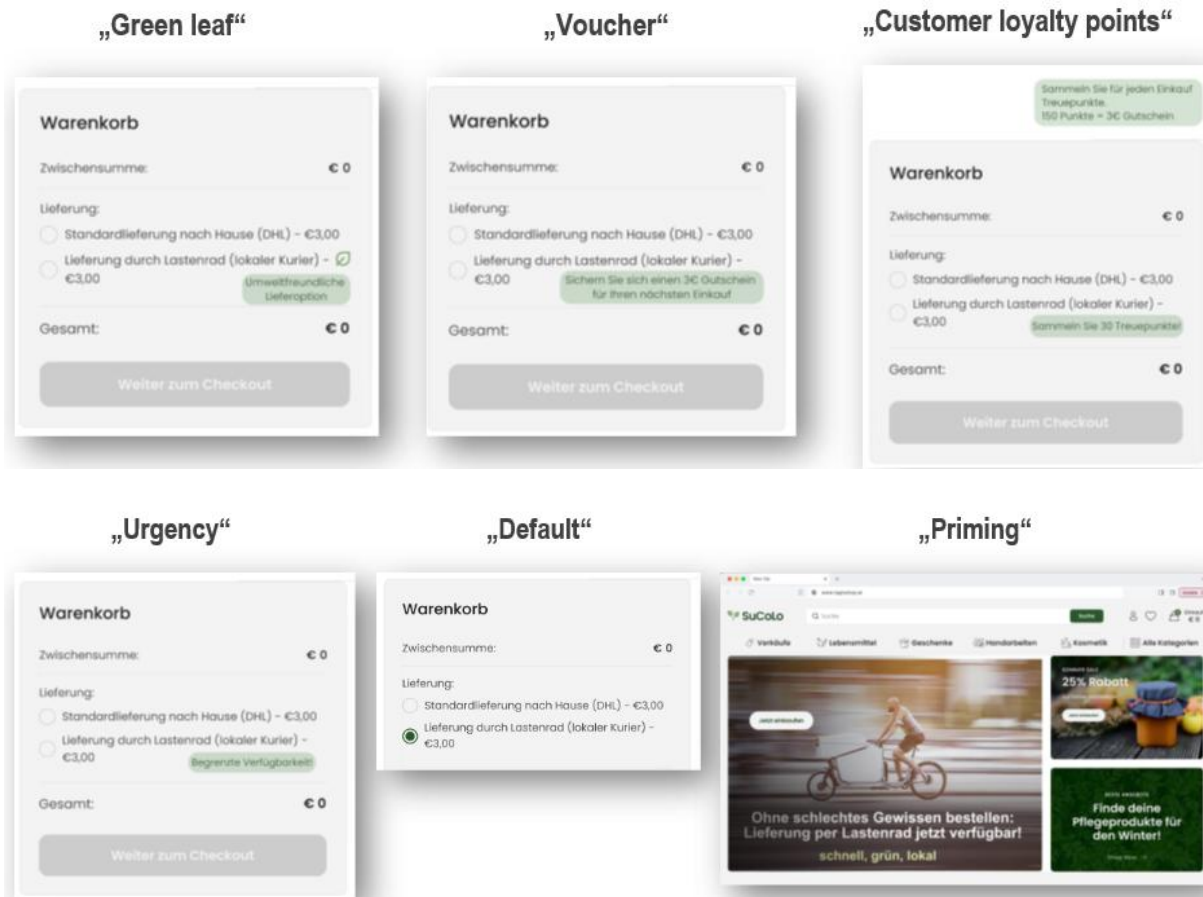 „Green leaf“
„Voucher“
„Customer loyalty points“
Warenkorb
Zwischensumme: € 0
Lieferung:
Standardlieferung nach Hause (DHL) - €3,00
Lieferung durch Lastenrad (lokaler Kurier) -
€3,00
Umweltfreundliche
Lieferoption
Gesamt: € 0
Weiter zum Checkout
Warenkorb
Zwischensumme: € 0
Lieferung:
Standardlieferung nach Hause (DHL) - €3,00
Lieferung durch Lastenrad (lokaler Kurier) -
€3,00
Sichern Sie sich einen 3€ Gutschein
für Ihren nächsten Einkauf
Gesamt: € 0
Weiter zum Checkout
Sammeln Sie für jeden Einkauf
Treuepunkte.
150 Punkte = 3€ Gutschein
Warenkorb
Zwischensumme: € 0
Lieferung:
Standardlieferung nach Hause (DHL) - €3,00
Lieferung durch Lastenrad (lokaler Kurier) -
€3,00
Sammeln Sie 30 Treuepunkte!
Gesamt: € 0
Weiter zum Checkout
„Urgency“
„Default“
„Priming“
Warenkorb
Zwischensumme: € 0
Lieferung:
Standardlieferung nach Hause (DHL) - €3,00
Lieferung durch Lastenrad (lokaler Kurier) -
€3,00
Begrenzte Verfügbarkeit!
Gesamt: € 0
Weiter zum Checkout
Warenkorb
Zwischensumme: € 0
Lieferung:
Standardlieferung nach Hause (DHL) - €3,00
Lieferung durch Lastenrad (lokaler Kurier) -
€3,00
SuCoLo
Suche
Verkäufe Lebensmittel Geschenke Handarbeiten Kosmetik Alle Kategorien
Jetzt einkaufen
Ohne schlechtes Gewissen bestellen:
Lieferung per Lastenrad jetzt verfügbar!
schnell, grün, lokal
SUMMER SALE
25% Rabatt
Jetzt einkaufen
Finde deine
Pflegeprodukte für
den Winter!